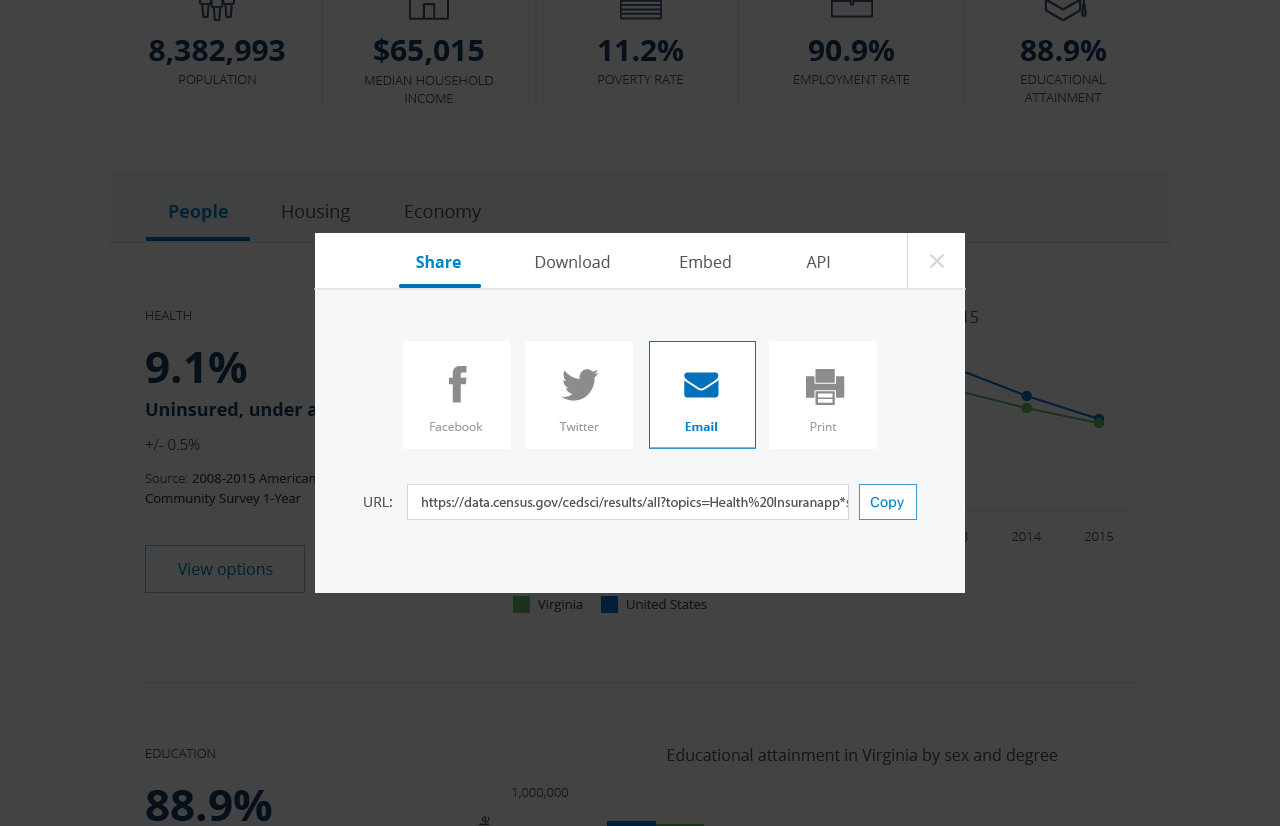 8,382,993
POPULATION
$65,015
MEDIAN HOUSEHOLD
INCOME
11.2%
POVERTY RATE
90.9%
EMPLOYMENT RATE
88.9%
EDUCATIONAL
ATTAINMENT
People
Housing
Economy
Share
Download
Embed
API
HEALTH
9.1%
Uninsured, under
+/- 0.5%
Source: 2008-2015 American
Community Survey 1-Year
View options
Facebook
Twitter
Email
Print
URL:
https://data.census.gov/cedsci/results/all?topics=Health%20Insuranapp*
Copy
15
2014
2015
Virginia
United States
EDUCATION
88.9%
Educational attainment in Virginia by sex and degree
1,000,000